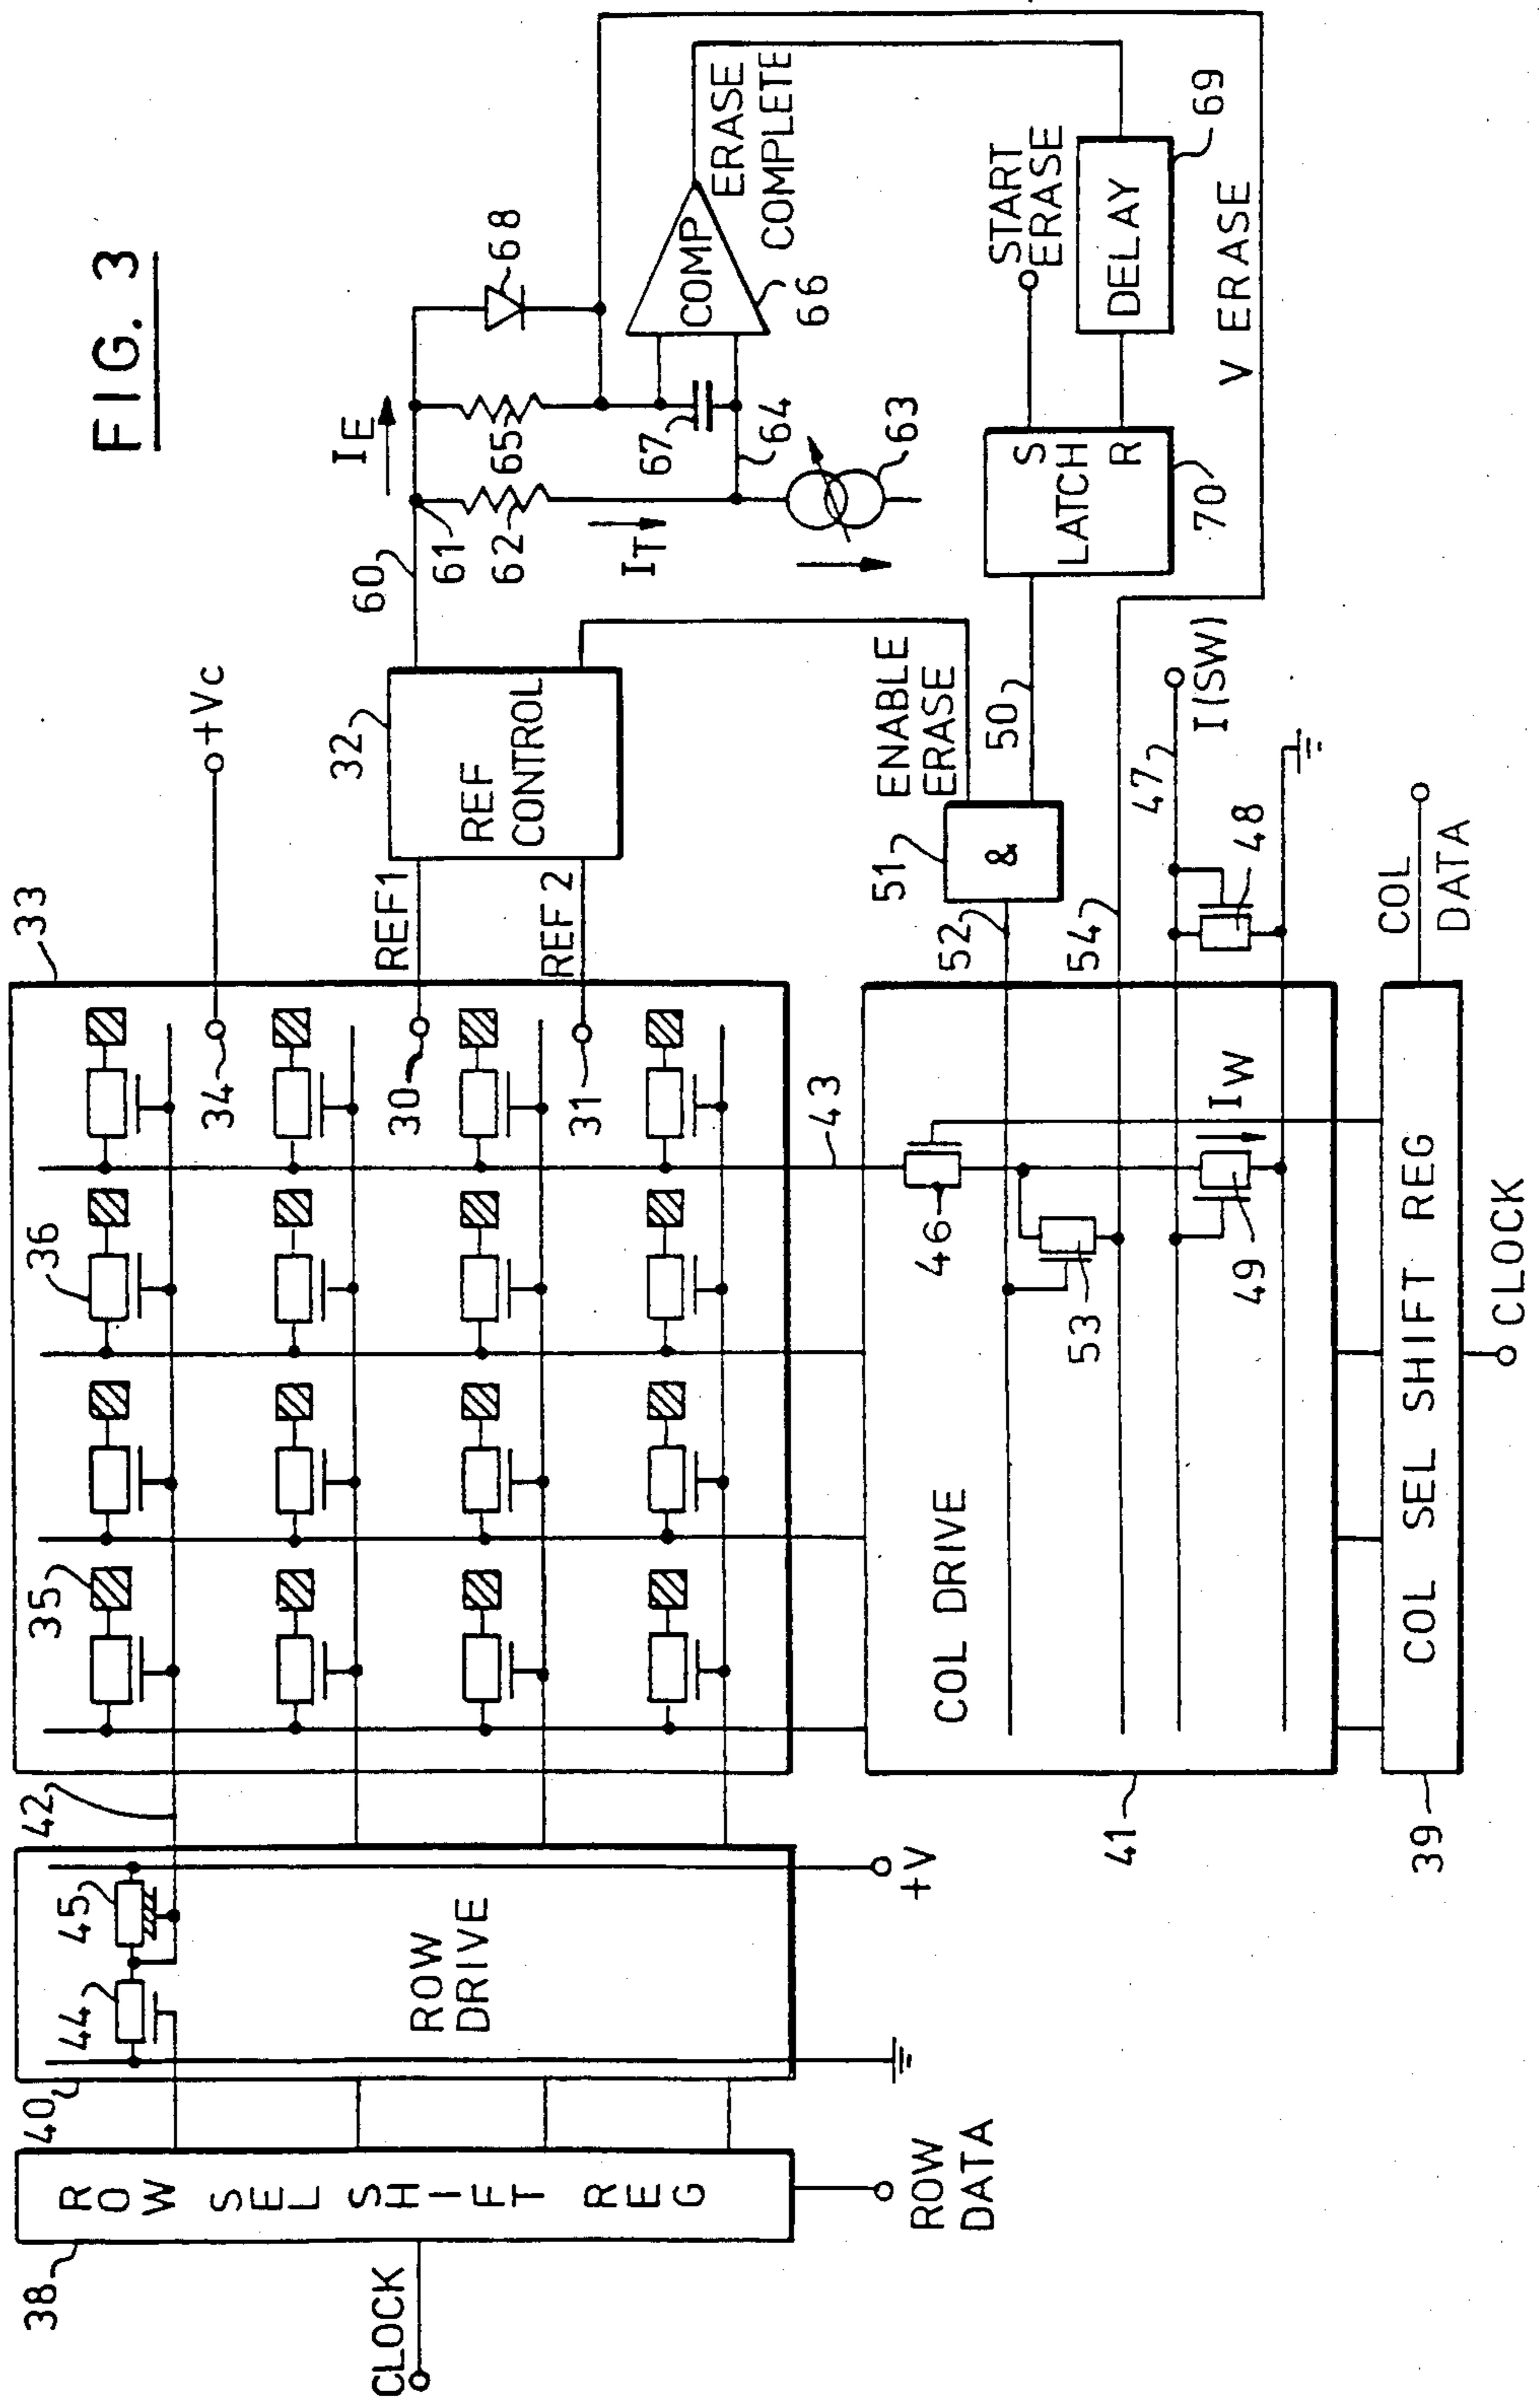 FIG. 3
33
+Vc
34
36
35
42
45
44
40
ROW DRIVE
+V
ROW SEL SHIFT REG
38
CLOCK
ROW
DATA
REF1
REF 2
30
31
32
REF
CONTROL
60
61
62
65
IE
IT
68
67
64
63
COMP
66
ERASE
COMPLETE
START
ERASE
DELAY
69
V ERASE
S
LATCH
R
70
ENABLE
ERASE
50
51
&
52
54
47
I(SW)
48
43
46
53
49
IW
COL DRIVE
41
COL SEL SHIFT REG
39
COL
DATA
CLOCK